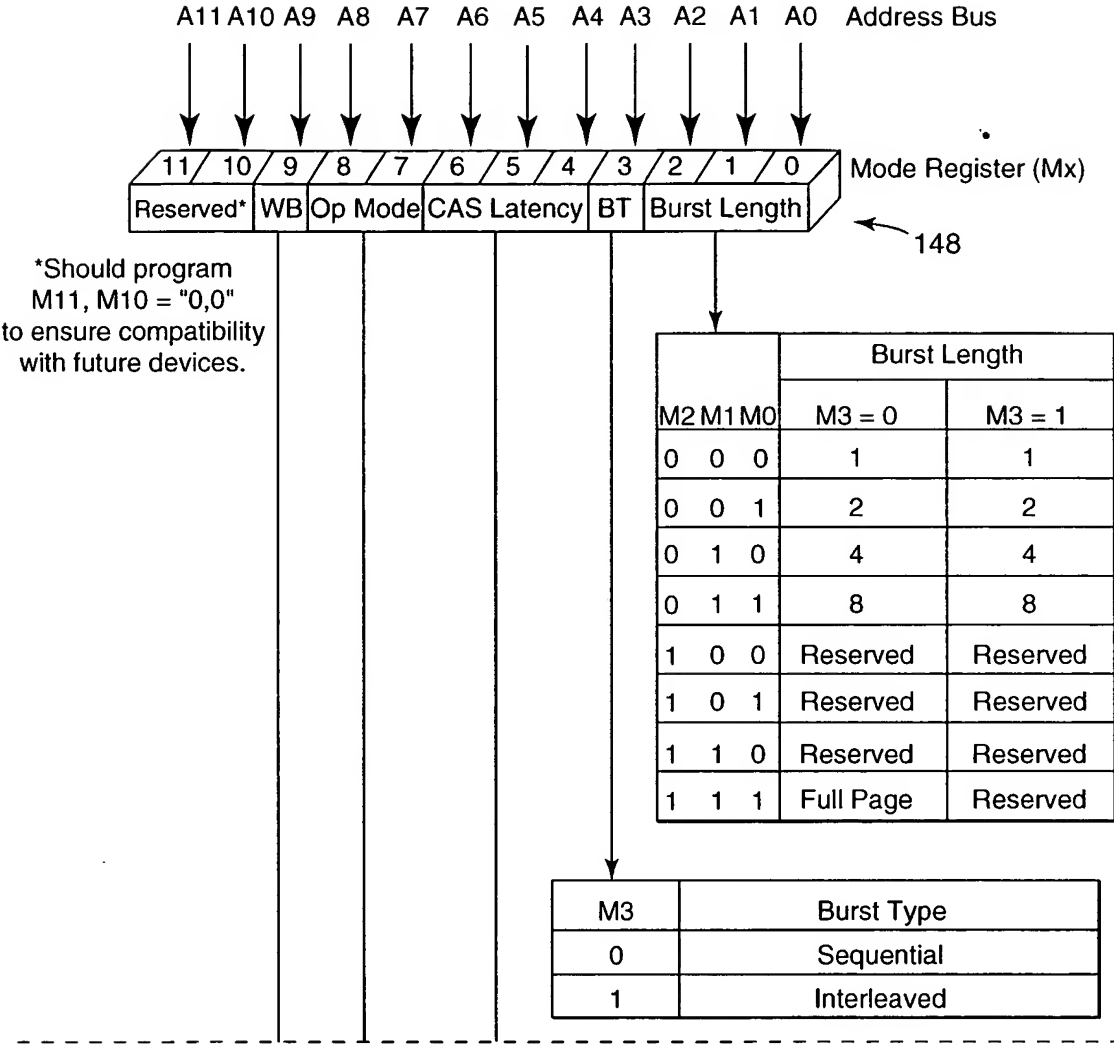 A11 A10 A9 A8 A7 A6 A5 A4 A3 A2 A1 A0 Address Bus
11 10 9 8 7 6 5 4 3 2 1 0 Mode Register (Mx)
Reserved* WB Op Mode CAS Latency BT Burst Length
148
*Should program
M11, M10 = "0,0"
to ensure compatibility
with future devices.
Burst Length
M2 M1 M0 M3 = 0 M3 = 1
0 0 0 1 1
0 0 1 2 2
0 1 0 4 4
0 1 1 8 8
1 0 0 Reserved Reserved
1 0 1 Reserved Reserved
1 1 0 Reserved Reserved
1 1 1 Full Page Reserved
M3 Burst Type
0 Sequential
1 Interleaved